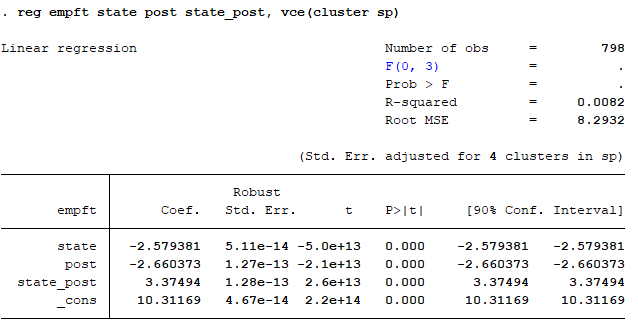 . reg empft state post state_post, vce(cluster sp)
Linear regression Number of obs = 798
F(0, 3) = .
Prob > F = .
R-squared = 0.0082
Root MSE = 8.2932
(Std. Err. adjusted for 4 clusters in sp)
Robust
empft Coef. Std. Err. t P>|t| [90% Conf. Interval]
state -2.579381 5.11e-14 -5.0e+13 0.000 -2.579381 -2.579381
post -2.660373 1.27e-13 -2.1e+13 0.000 -2.660373 -2.660373
state_post 3.37494 1.28e-13 2.6e+13 0.000 3.37494 3.37494
_cons 10.31169 4.67e-14 2.2e+14 0.000 10.31169 10.31169